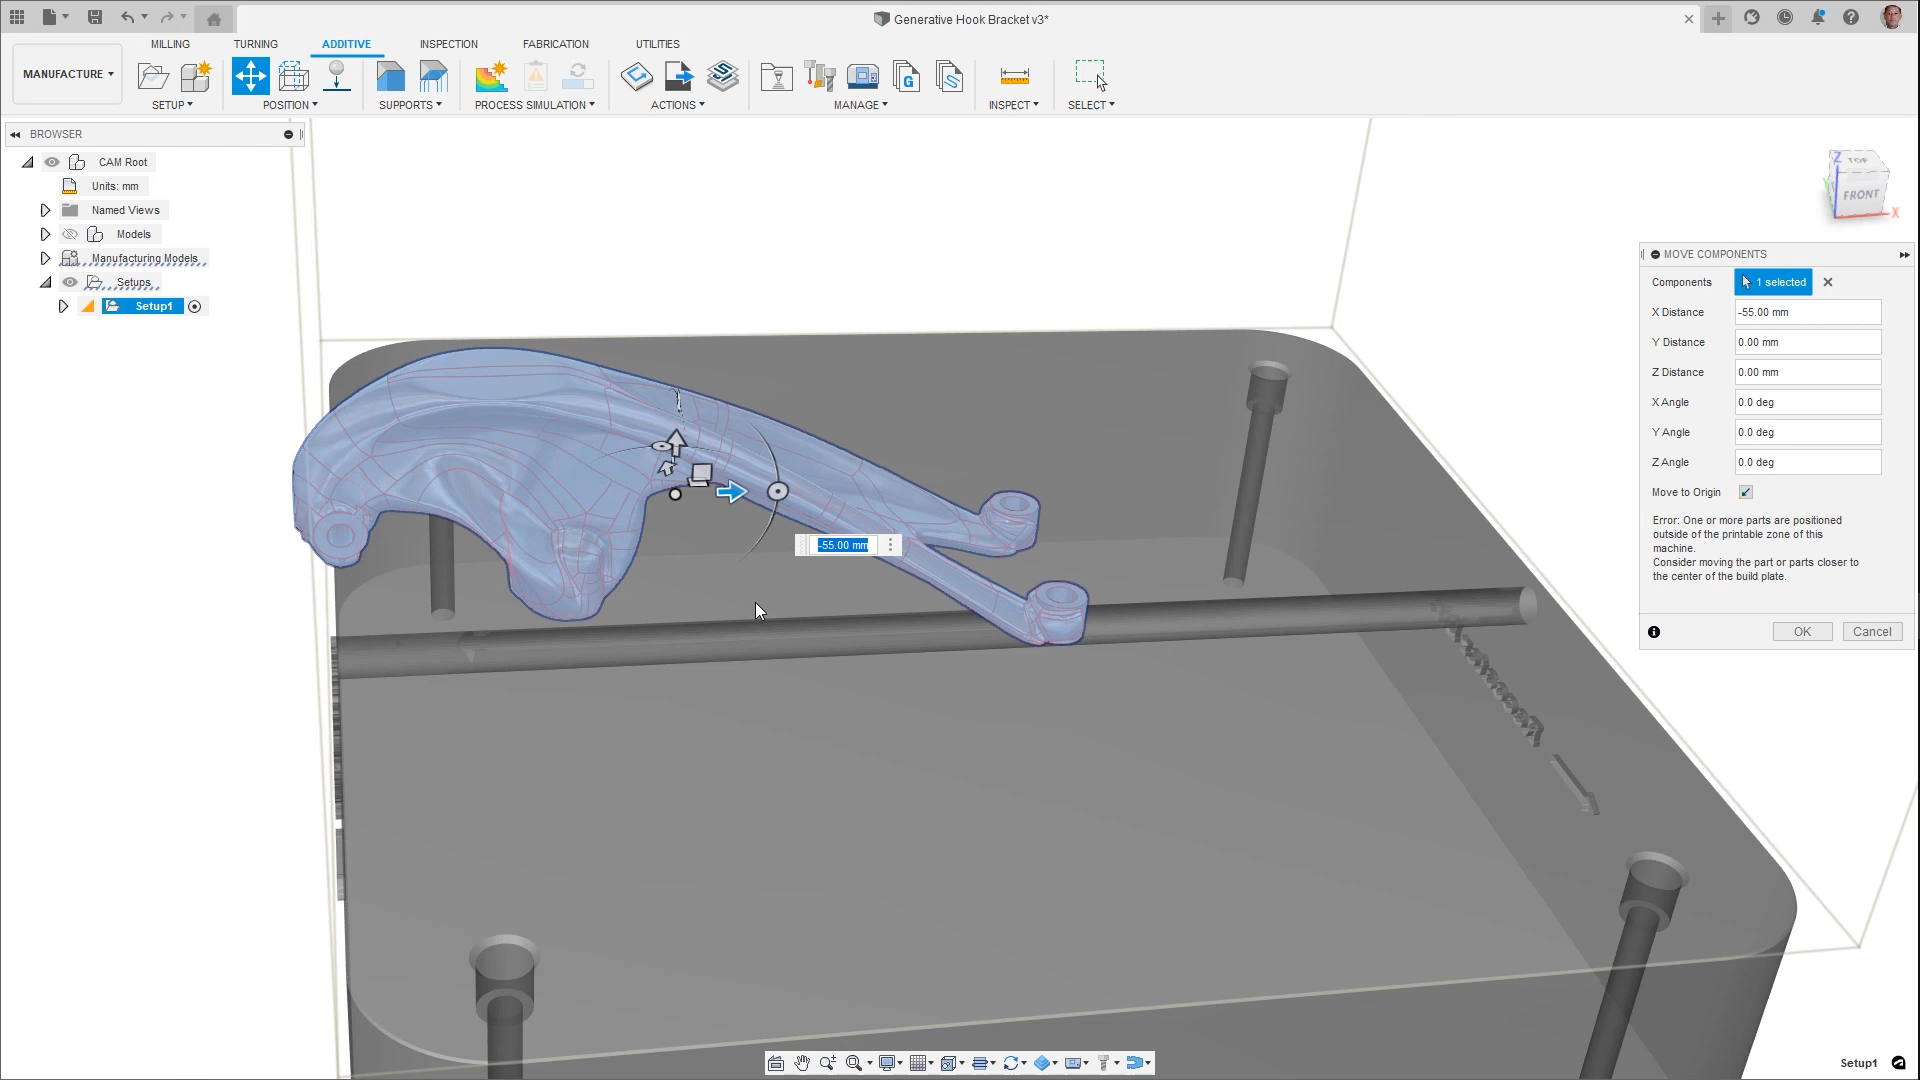 Generative Hook Bracket v3*
MILLING
TURNING
ADDITIVE
INSPECTION
FABRICATION
UTILITIES
MANUFACTURE
SETUP
POSITION
SUPPORTS
PROCESS SIMULATION
ACTIONS
MANAGE
INSPECT
SELECT
BROWSER
CAM Root
Units: mm
Named Views
Models
Manufacturing Models
Setups
Setup1
Z
TOP
FRONT
X
MOVE COMPONENTS
Components
1 selected
X Distance
-55.00 mm
Y Distance
0.00 mm
Z Distance
0.00 mm
X Angle
0.0 deg
Y Angle
0.0 deg
Z Angle
0.0 deg
Move to Origin
Error: One or more parts are positioned
outside of the printable zone of this
machine.
Consider moving the part or parts closer to
the center of the build plate.
OK
Cancel
-55.00 mm
Setup1